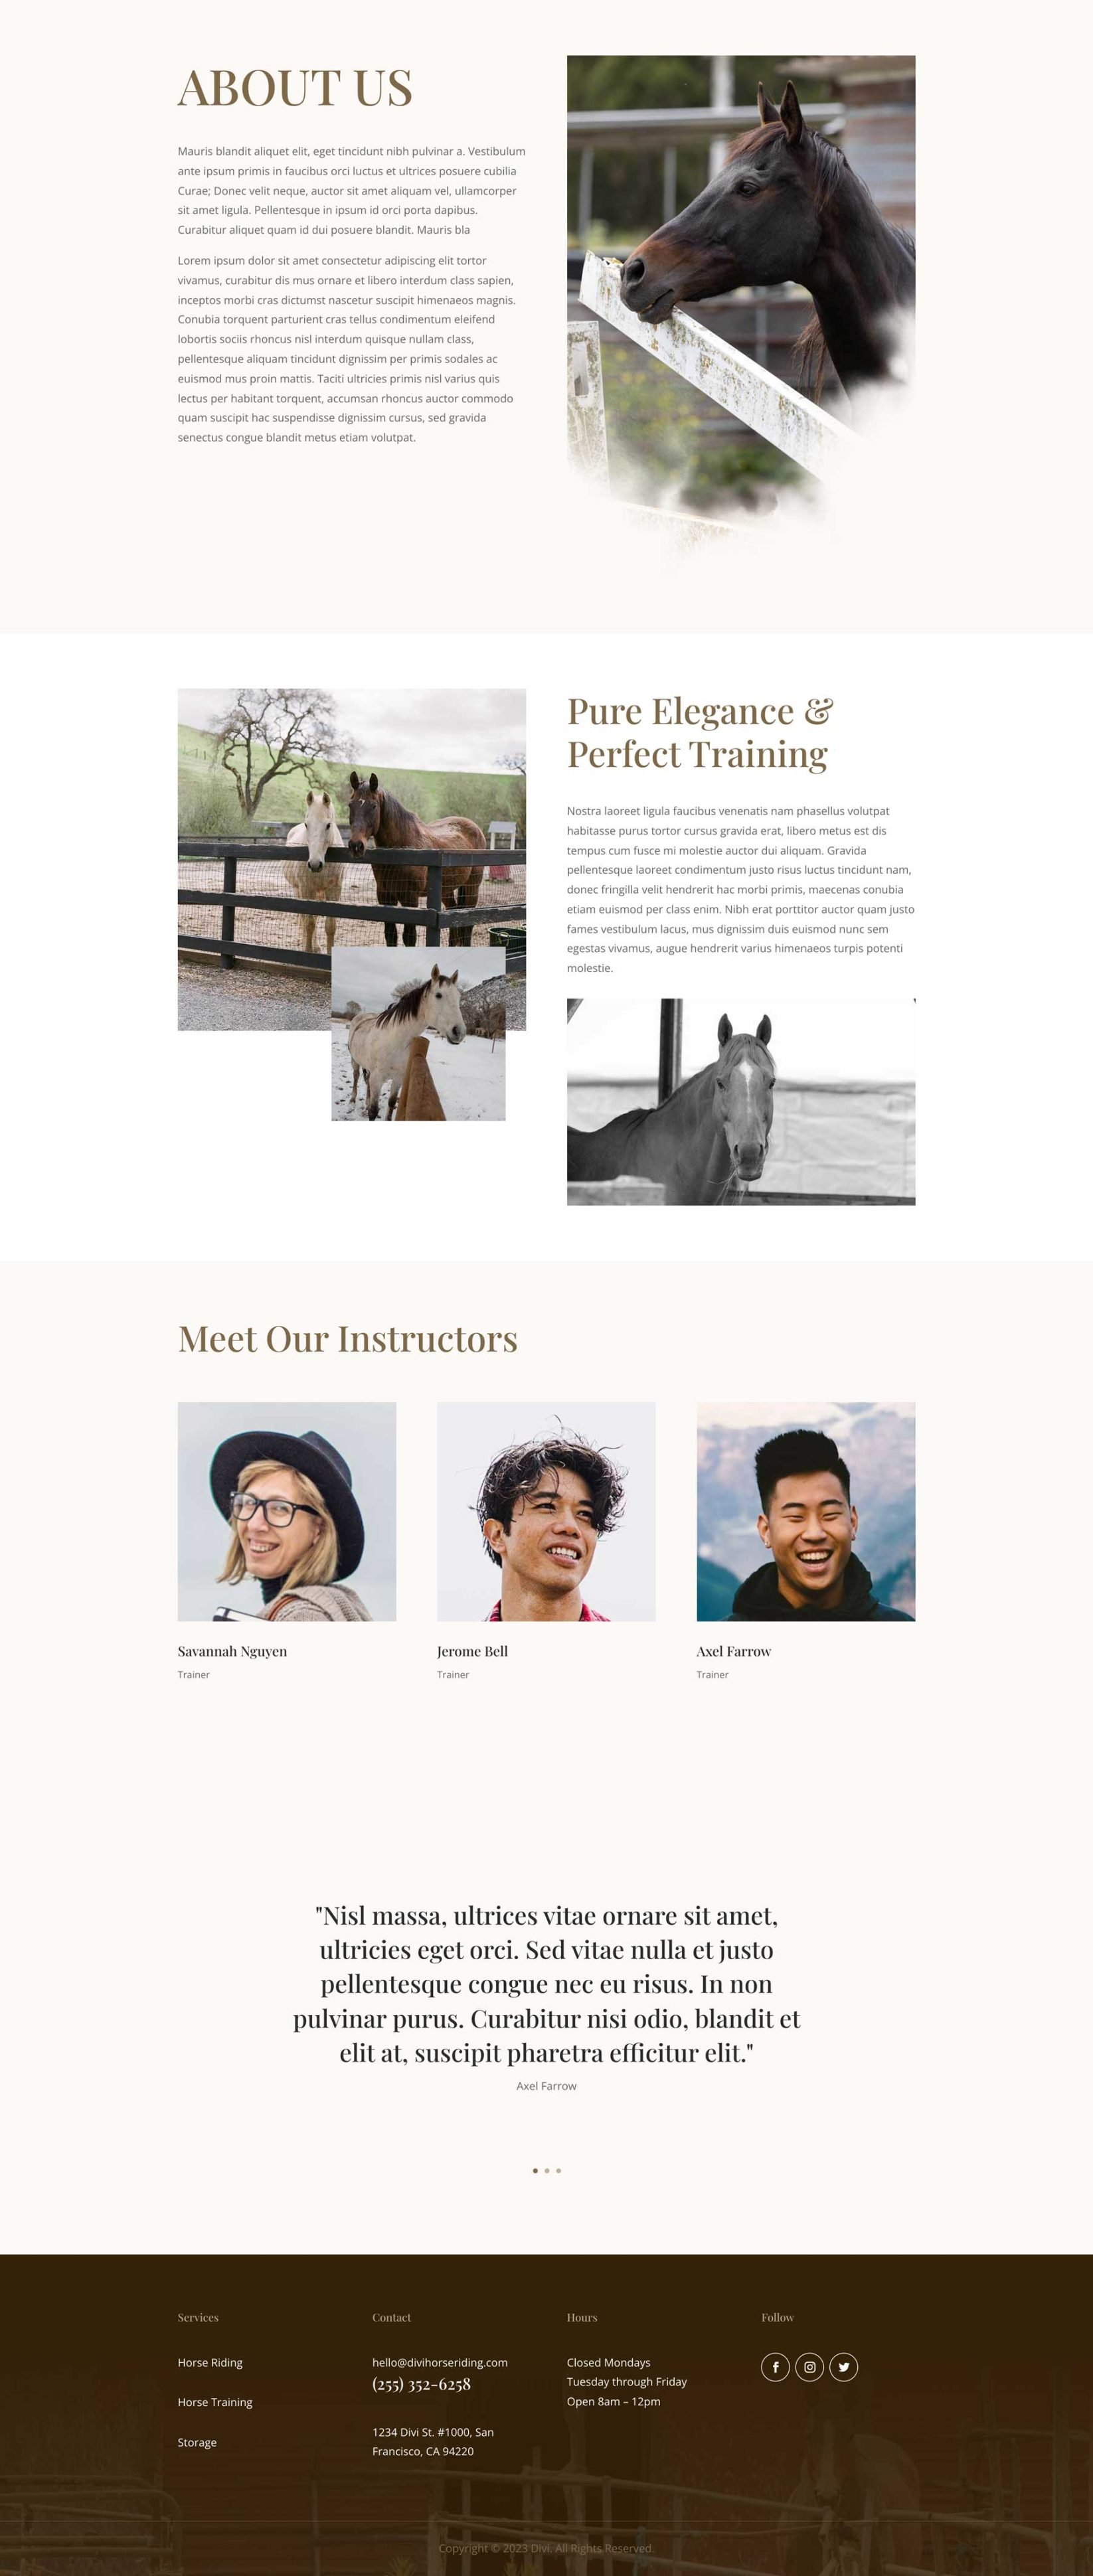 ABOUT US
Mauris blandit aliquet elit, eget tincidunt nibh pulvinar a. Vestibulum
ante ipsum primis in faucibus orci luctus et ultrices posuere cubilia
Curae; Donec velit neque, auctor sit amet aliquam vel, ullamcorper
sit amet ligula. Pellentesque in ipsum id orci porta dapibus.
Curabitur aliquet quam id dui posuere blandit. Mauris bla
Lorem ipsum dolor sit amet consectetur adipiscing elit tortor
vivamus, curabitur dis mus ornare et libero interdum class sapien,
inceptos morbi cras dictumst nascetur suscipit himenaeos magnis.
Conubia torquent parturient cras tellus condimentum eleifend
lobortis sociis rhoncus nisl interdum quisque nullam class,
pellentesque aliquam tincidunt dignissim per primis sodales ac
euismod mus proin mattis. Taciti ultricies primis nisl varius quis
lectus per habitant torquent, accumsan rhoncus auctor commodo
quam suscipit hac suspendisse dignissim cursus, sed gravida
senectus congue blandit metus etiam volutpat.
Pure Elegance &
Perfect Training
Nostra laoreet ligula faucibus venenatis nam phasellus volutpat
habitasse purus tortor cursus gravida erat, libero metus est dis
tempus cum fusce mi molestie auctor dui aliquam. Gravida
pellentesque laoreet condimentum justo risus luctus tincidunt nam,
donec fringilla velit hendrerit hac morbi primis, maecenas conubia
etiam euismod per class enim. Nibh erat porttitor auctor quam justo
fames vestibulum lacus, mus dignissim duis euismod nunc sem
egestas vivamus, augue hendrerit varius himenaeos turpis potenti
molestie.
Meet Our Instructors
Savannah Nguyen
Trainer
Jerome Bell
Trainer
Axel Farrow
Trainer
"Nisl massa, ultrices vitae ornare sit amet,
ultricies eget orci. Sed vitae nulla et justo
pellentesque congue nec eu risus. In non
pulvinar purus. Curabitur nisi odio, blandit et
elit at, suscipit pharetra efficitur elit."
Axel Farrow
Services
Horse Riding
Horse Training
Storage
Contact
hello@divihorseriding.com
(255) 352-6258
1234 Divi St. #1000, San
Francisco, CA 94220
Hours
Closed Mondays
Tuesday through Friday
Open 8am – 12pm
Follow
Copyright © 2023 Divi. All Rights Reserved.